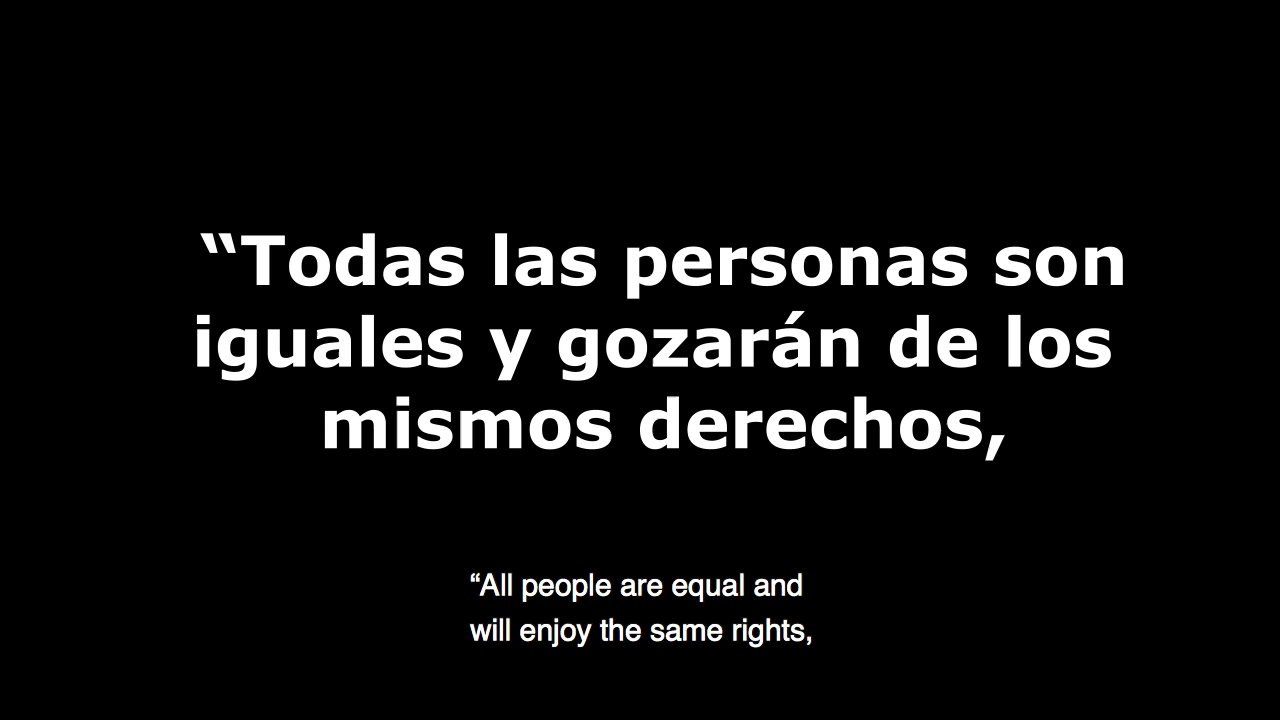 “Todas las personas son
iguales y gozarán de los
mismos derechos,
“All people are equal and
will enjoy the same rights,